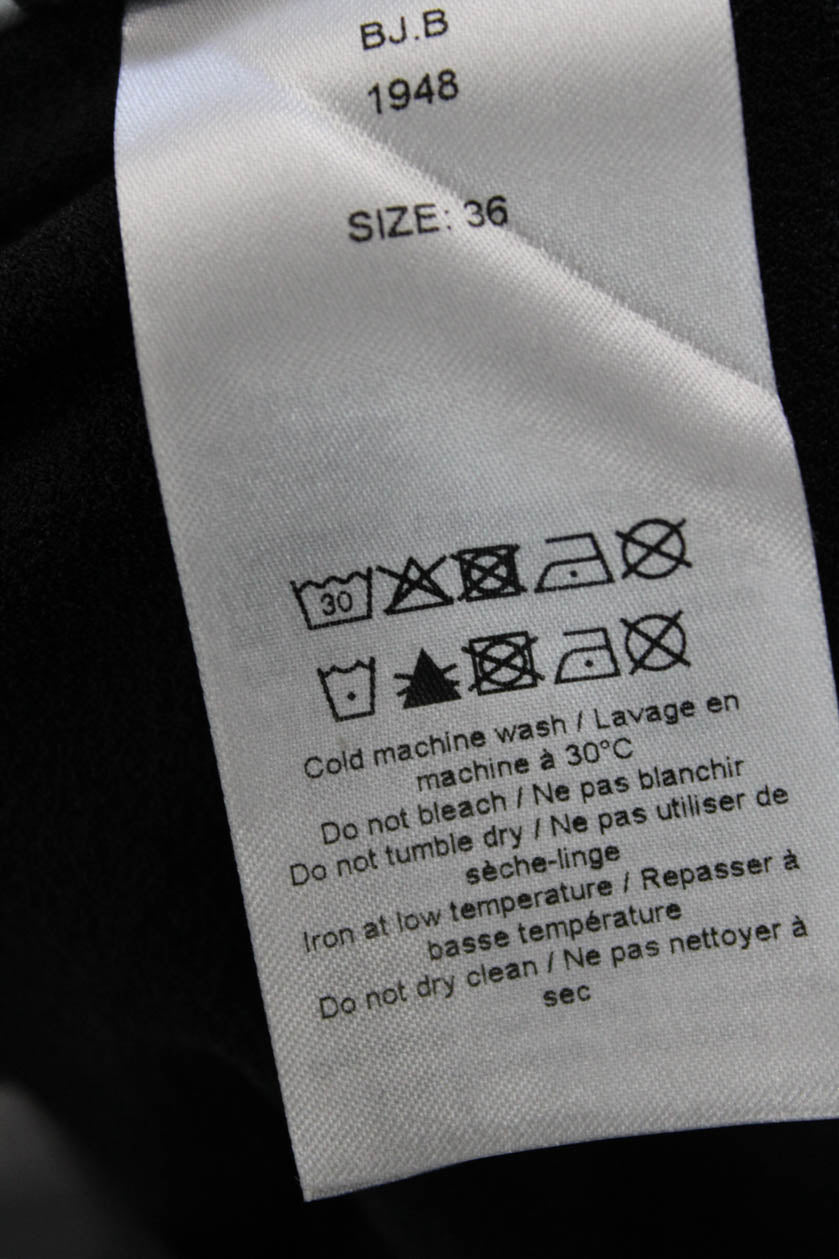 BJ.B
1948
SIZE: 36
30
Cold machine wash / Lavage en
machine à 30°C
Do not bleach / Ne pas blanchir
Do not tumble dry / Ne pas utiliser de
sèche-linge
Iron at low temperature / Repasser à
basse température
Do not dry clean / Ne pas nettoyer à
sec